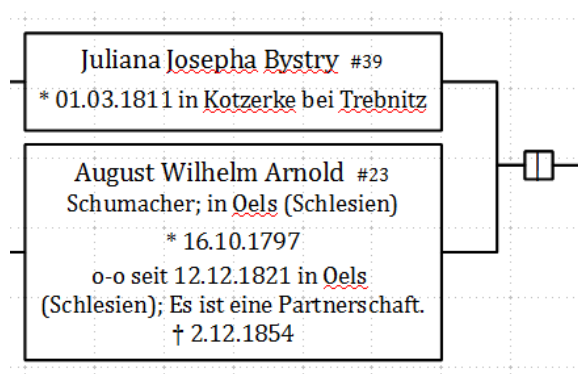 Juliana Josepha Bystry #39
* 01.03.1811 in Kotzerke bei Trebnitz
August Wilhelm Arnold #23
Schumacher; in Oels (Schlesien)
* 16.10.1797
o-o seit 12.12.1821 in Oels
(Schlesien); Es ist eine Partnerschaft.
† 2.12.1854